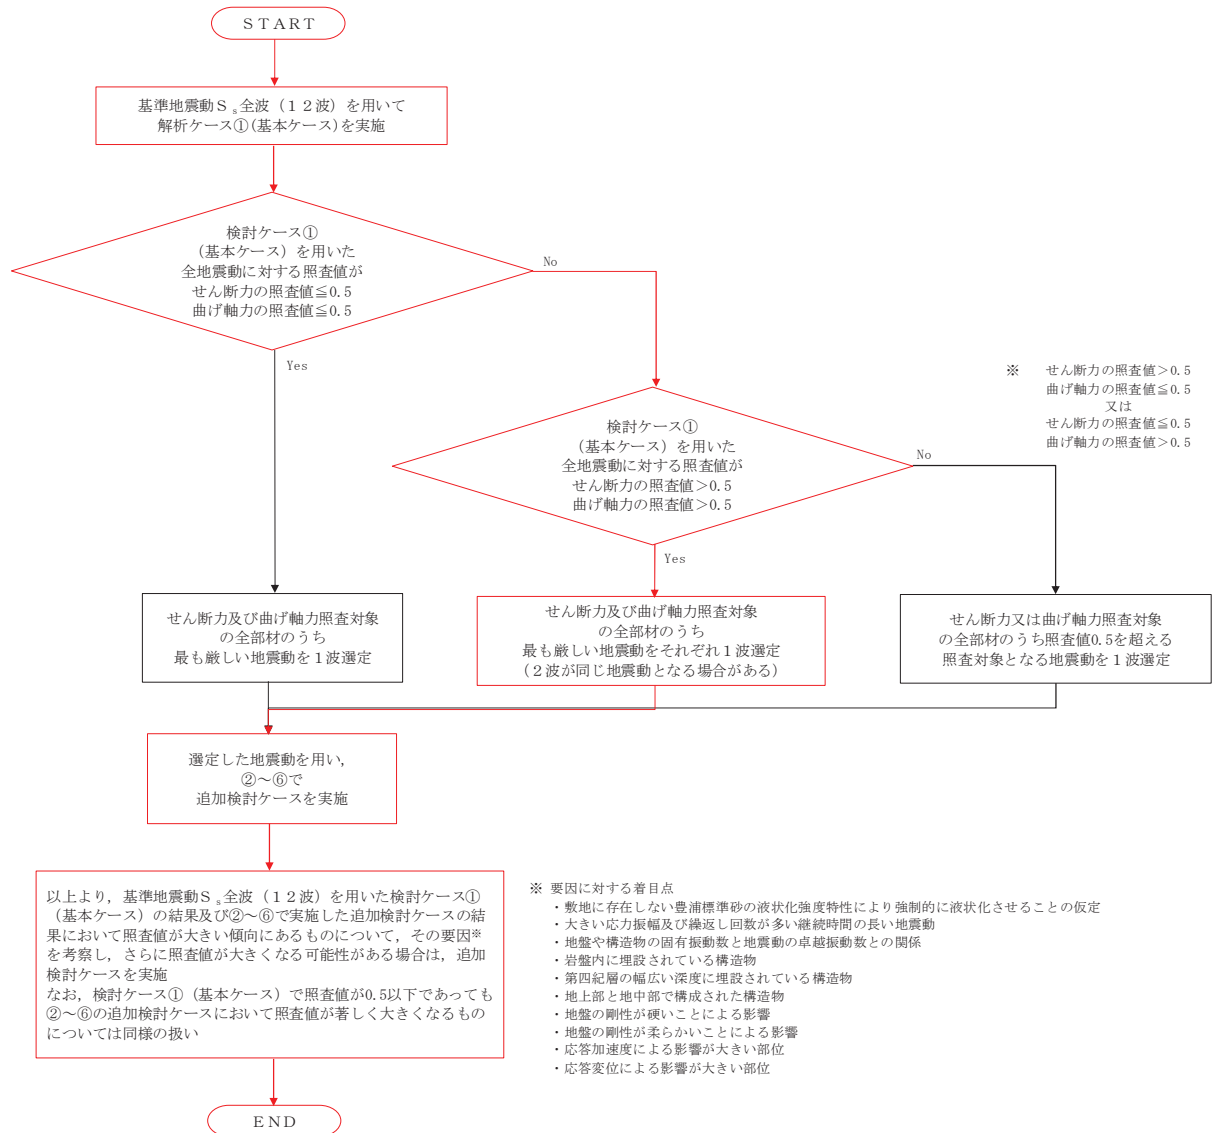 ＳＴＡＲＴ
基準地震動Ｓｓ全波（１２波）を用いて
解析ケース①(基本ケース)を実施
検討ケース①
（基本ケース）を用いた
全地震動に対する照査値が
せん断力の照査値≦0.5
曲げ軸力の照査値≦0.5
No
Yes
※　せん断力の照査値＞0.5
曲げ軸力の照査値≦0.5
又は
せん断力の照査値≦0.5
曲げ軸力の照査値＞0.5
検討ケース①
（基本ケース）を用いた
全地震動に対する照査値が
せん断力の照査値＞0.5
曲げ軸力の照査値＞0.5
No
Yes
せん断力及び曲げ軸力照査対象
の全部材のうち
最も厳しい地震動を１波選定
せん断力及び曲げ軸力照査対象
の全部材のうち
最も厳しい地震動をそれぞれ１波選定
（２波が同じ地震動となる場合がある）
せん断力又は曲げ軸力照査対象
の全部材のうち照査値0.5を超える
照査対象となる地震動を１波選定
選定した地震動を用い，
②～⑥で
追加検討ケースを実施
以上より，基準地震動Ｓｓ全波（１２波）を用いた検討ケース①
（基本ケース）の結果及び②～⑥で実施した追加検討ケースの結
果において照査値が大きい傾向にあるものについて，その要因※
を考察し，さらに照査値が大きくなる可能性がある場合は，追加
検討ケースを実施
なお，検討ケース①（基本ケース）で照査値が0.5以下であっても
②～⑥の追加検討ケースにおいて照査値が著しく大きくなるもの
については同様の扱い
※ 要因に対する着目点
・敷地に存在しない豊浦標準砂の液状化強度特性により強制的に液状化させることの仮定
・大きい応力振幅及び繰返し回数が多い継続時間の長い地震動
・地盤や構造物の固有振動数と地震動の卓越振動数との関係
・岩盤内に埋設されている構造物
・第四紀層の幅広い深度に埋設されている構造物
・地上部と地中部で構成された構造物
・地盤の剛性が硬いことによる影響
・地盤の剛性が柔らかいことによる影響
・応答加速度による影響が大きい部位
・応答変位による影響が大きい部位
ＥＮＤ